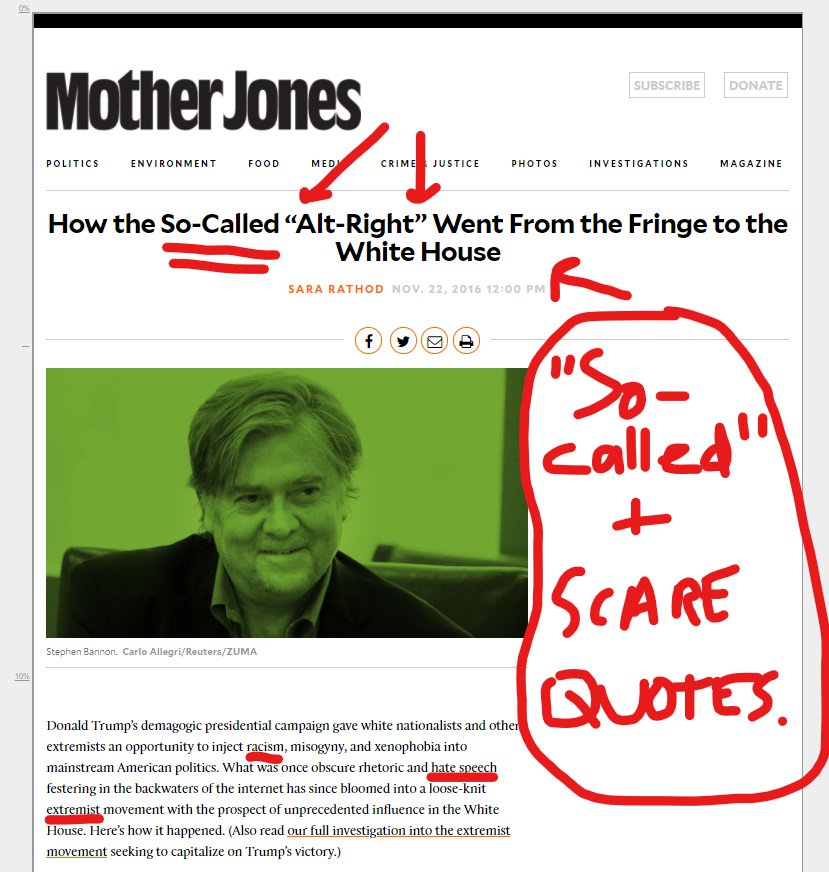 0%
Mother Jones
SUBSCRIBE DONATE
POLITICS ENVIRONMENT FOOD CRIME & JUSTICE PHOTOS INVESTIGATIONS MAGAZINE
How the So-Called “Alt-Right” Went From the Fringe to the
White House
SARA RATHOD NOV. 22, 2016 12:00 PM
"So-
called"
+
SCARE
QUOTES.
Stephen Bannon. Carlo Allegri/Reuters/ZUMA
10%
Donald Trump’s demagogic presidential campaign gave white nationalists and other
extremists an opportunity to inject racism, misogyny, and xenophobia into
mainstream American politics. What was once obscure rhetoric and hate speech
festering in the backwaters of the internet has since bloomed into a loose-knit
extremist movement with the prospect of unprecedented influence in the White
House. Here’s how it happened. (Also read our full investigation into the extremist
movement seeking to capitalize on Trump’s victory.)